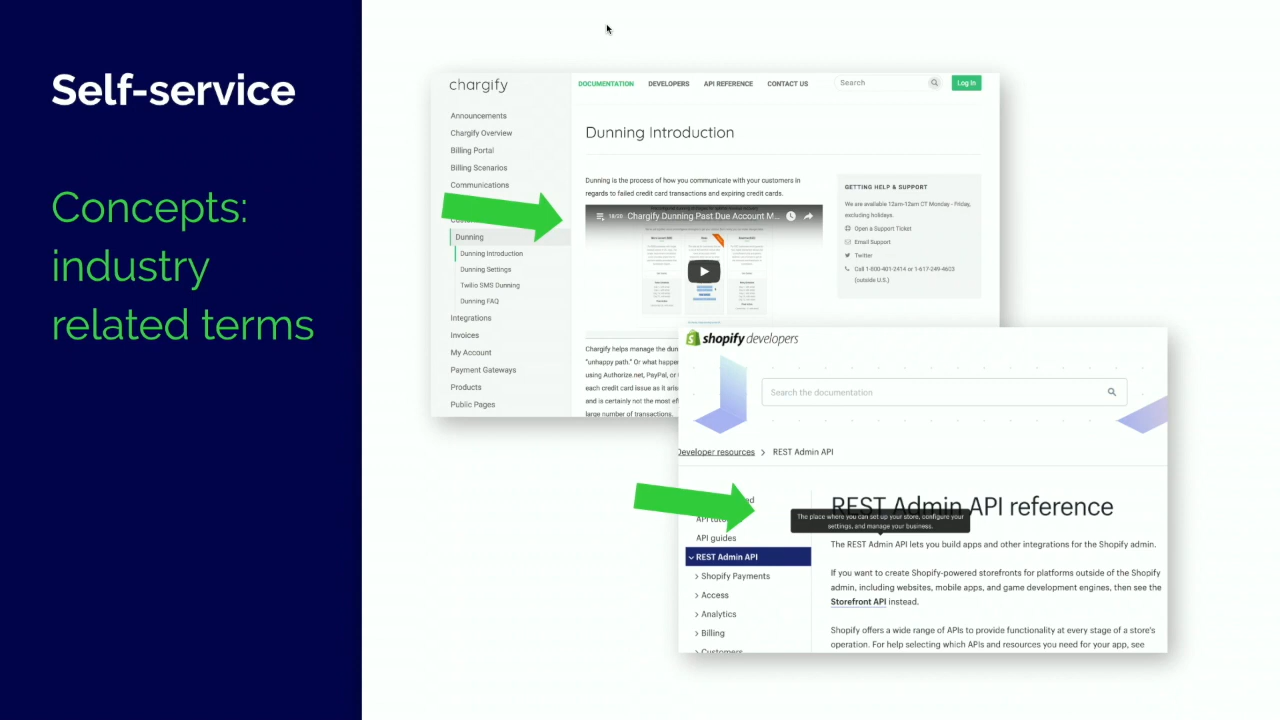 Self-service
Concepts:
industry
related terms
chargify
DOCUMENTATION
DEVELOPERS
API REFERENCE
CONTACT US
Search
Log In
Announcements
Chargify Overview
Billing Portal
Billing Scenarios
Communications
Dunning
Dunning Introduction
Dunning Settings
Twilio SMS Dunning
Dunning FAQ
Integrations
Invoices
My Account
Payment Gateways
Products
Public Pages
Dunning Introduction
Dunning is the process of how you communicate with your customers in
regards to failed credit card transactions and expiring credit cards.
18/28 Chargify Dunning Past Due Account M...
Chargify helps manage the dun
"unhappy path." Or what happe
using Authorize.net, PayPal, or
each credit card issue as it aris
and is certainly not the most ef
large number of transactions.
GETTING HELP & SUPPORT
We are available 12am-12am CT Monday - Friday,
excluding holidays.
Open a Support Ticket
Email Support
Twitter
Call 1-800-401-2414 or 1-617-249-4603
(outside U.S.)
shopify developers
Search the documentation
Developer resources > REST Admin API
API guides
REST Admin API
Shopify Payments
Access
Analytics
Billing
Customers
REST Admin API reference
The place where you can set up your store, configure your
settings, and manage your business.
The REST Admin API lets you build apps and other integrations for the Shopify admin.
If you want to create Shopify-powered storefronts for platforms outside of the Shopify
admin, including websites, mobile apps, and game development engines, then see the
Storefront API instead.
Shopify offers a wide range of APIs to provide functionality at every stage of a store's
operation. For help selecting which APIs and resources you need for your app, see